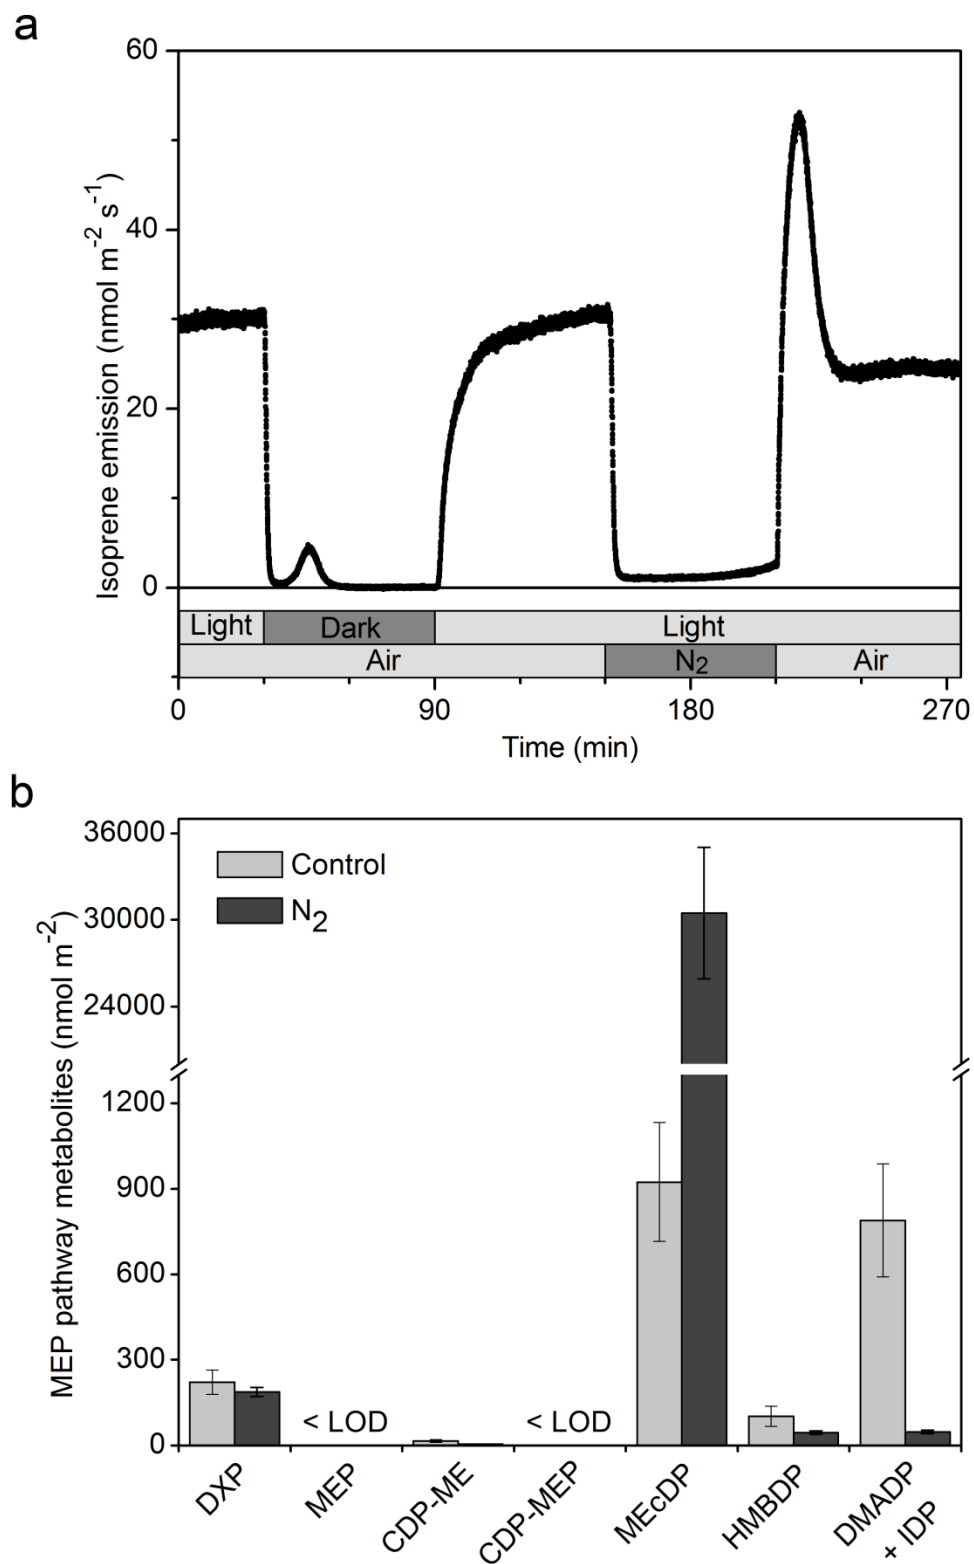 a
60
40
20
0
Isoprene emission (nmol m⁻² s⁻¹)
Light Dark Light
Air N₂ Air
0 90 180 270
Time (min)
b
36000
30000
24000
1200
900
600
300
0
MEP pathway metabolites (nmol m⁻²)
Control
N₂
< LOD < LOD
DXP MEP CDP-ME CDP-MEP MEcDP HMBDP DMADP
+ IDP